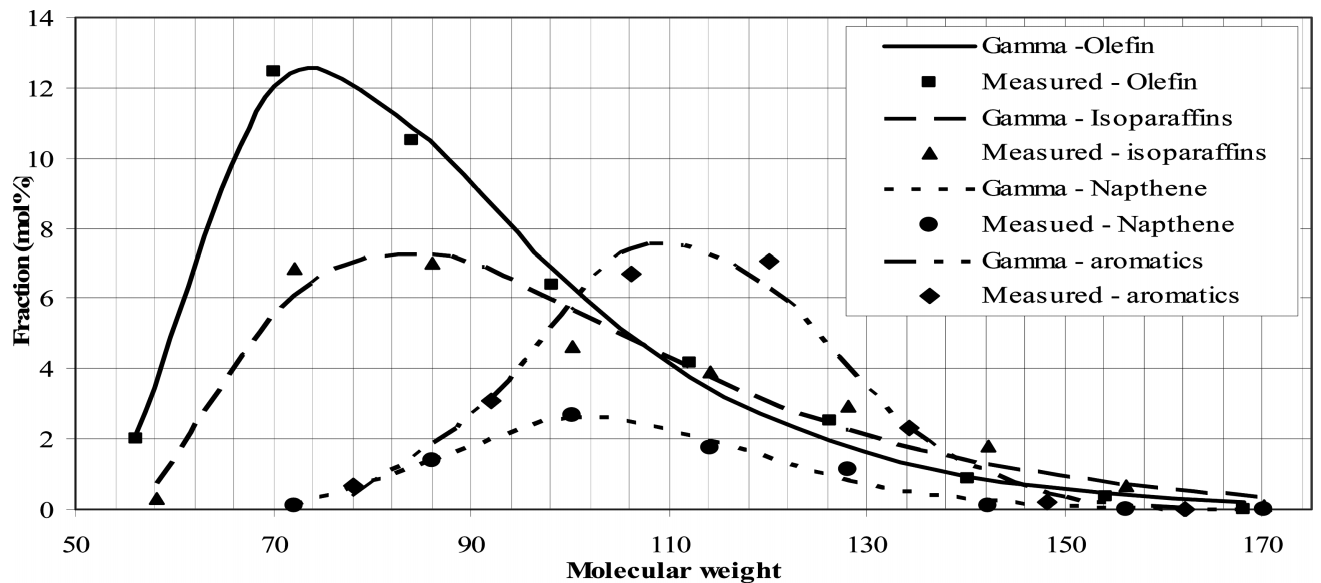 14
12
10
8
6
4
2
0
Fraction (mol%)
50 70 90 110 130 150 170
Molecular weight
Gamma -Olefin
Measured - Olefin
Gamma - Isoparaffins
Measured - isoparaffins
Gamma - Napthene
Measued - Napthene
Gamma - aromatics
Measured - aromatics